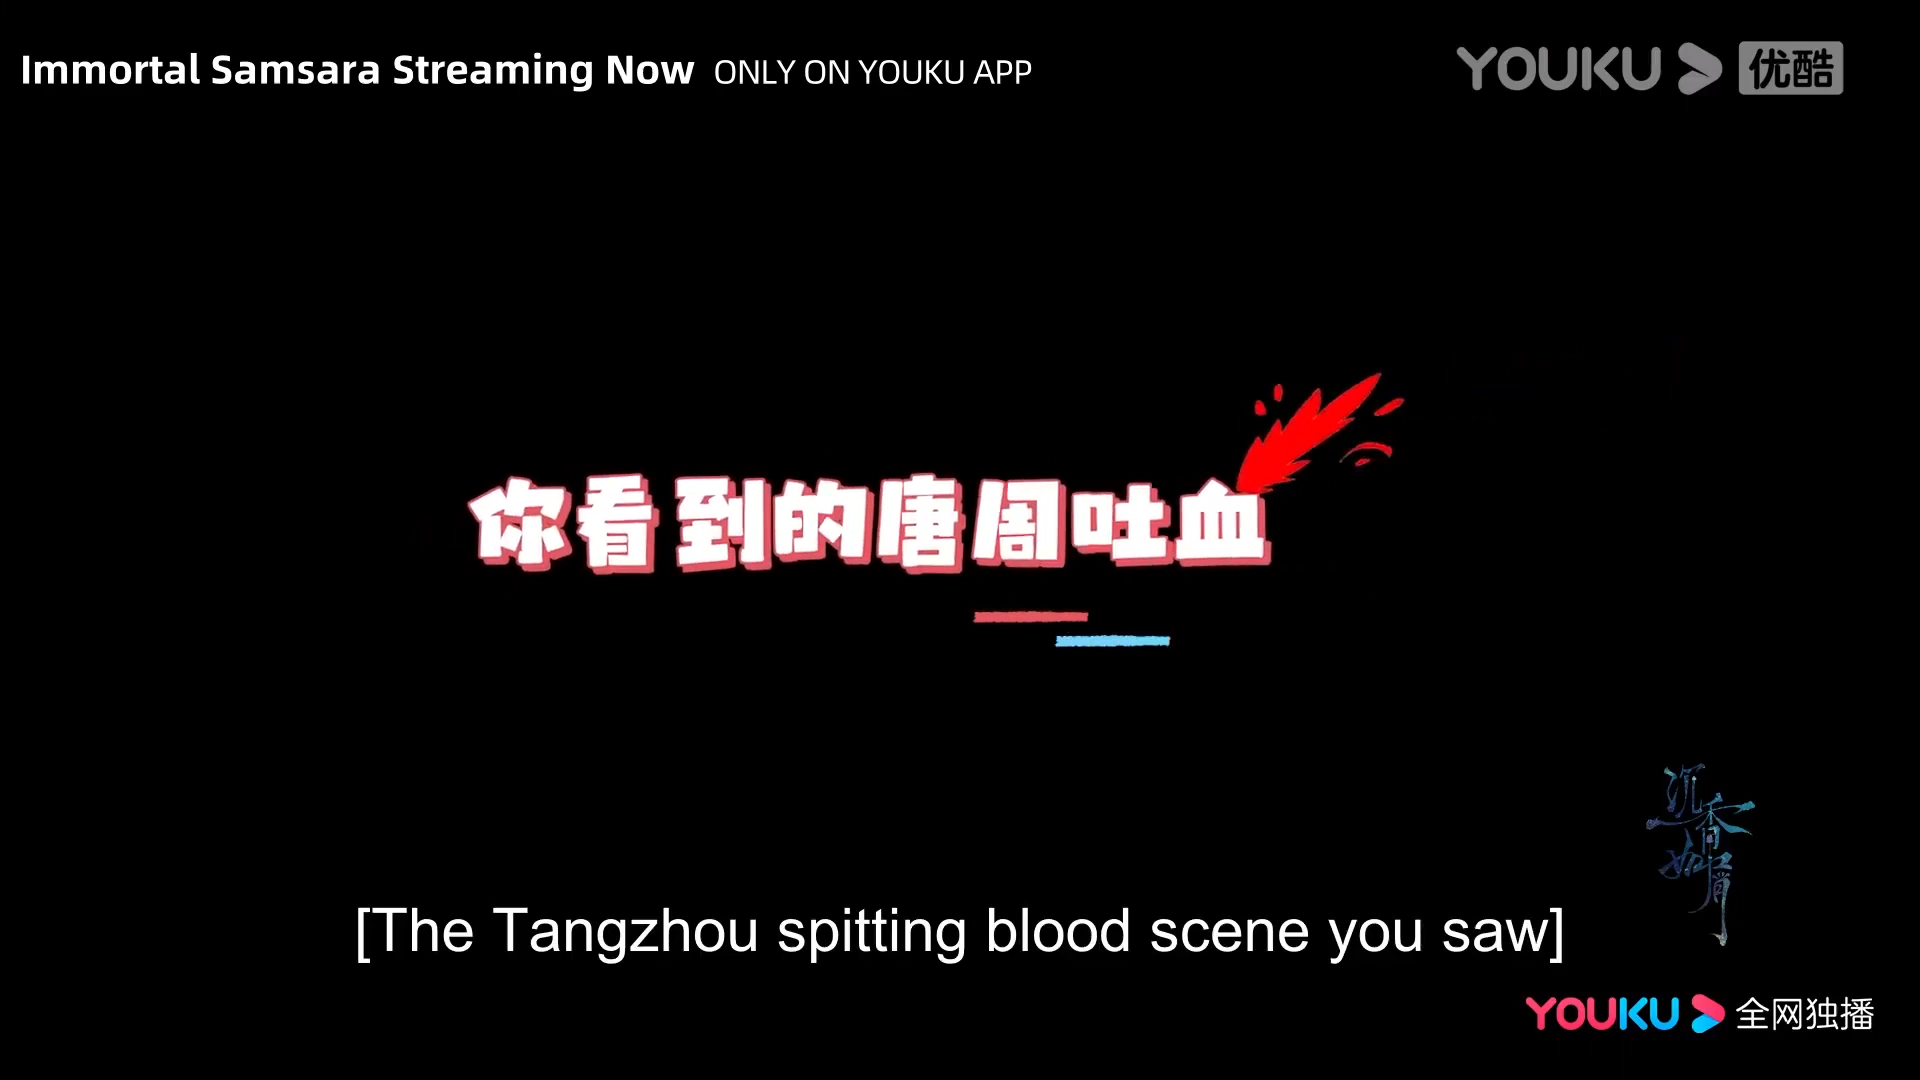 Immortal Samsara Streaming Now ONLY ON YOUKU APP
YOUKU 优酷
你看到的唐周吐血
沉香如屑
[The Tangzhou spitting blood scene you saw]
YOUKU 全网独播